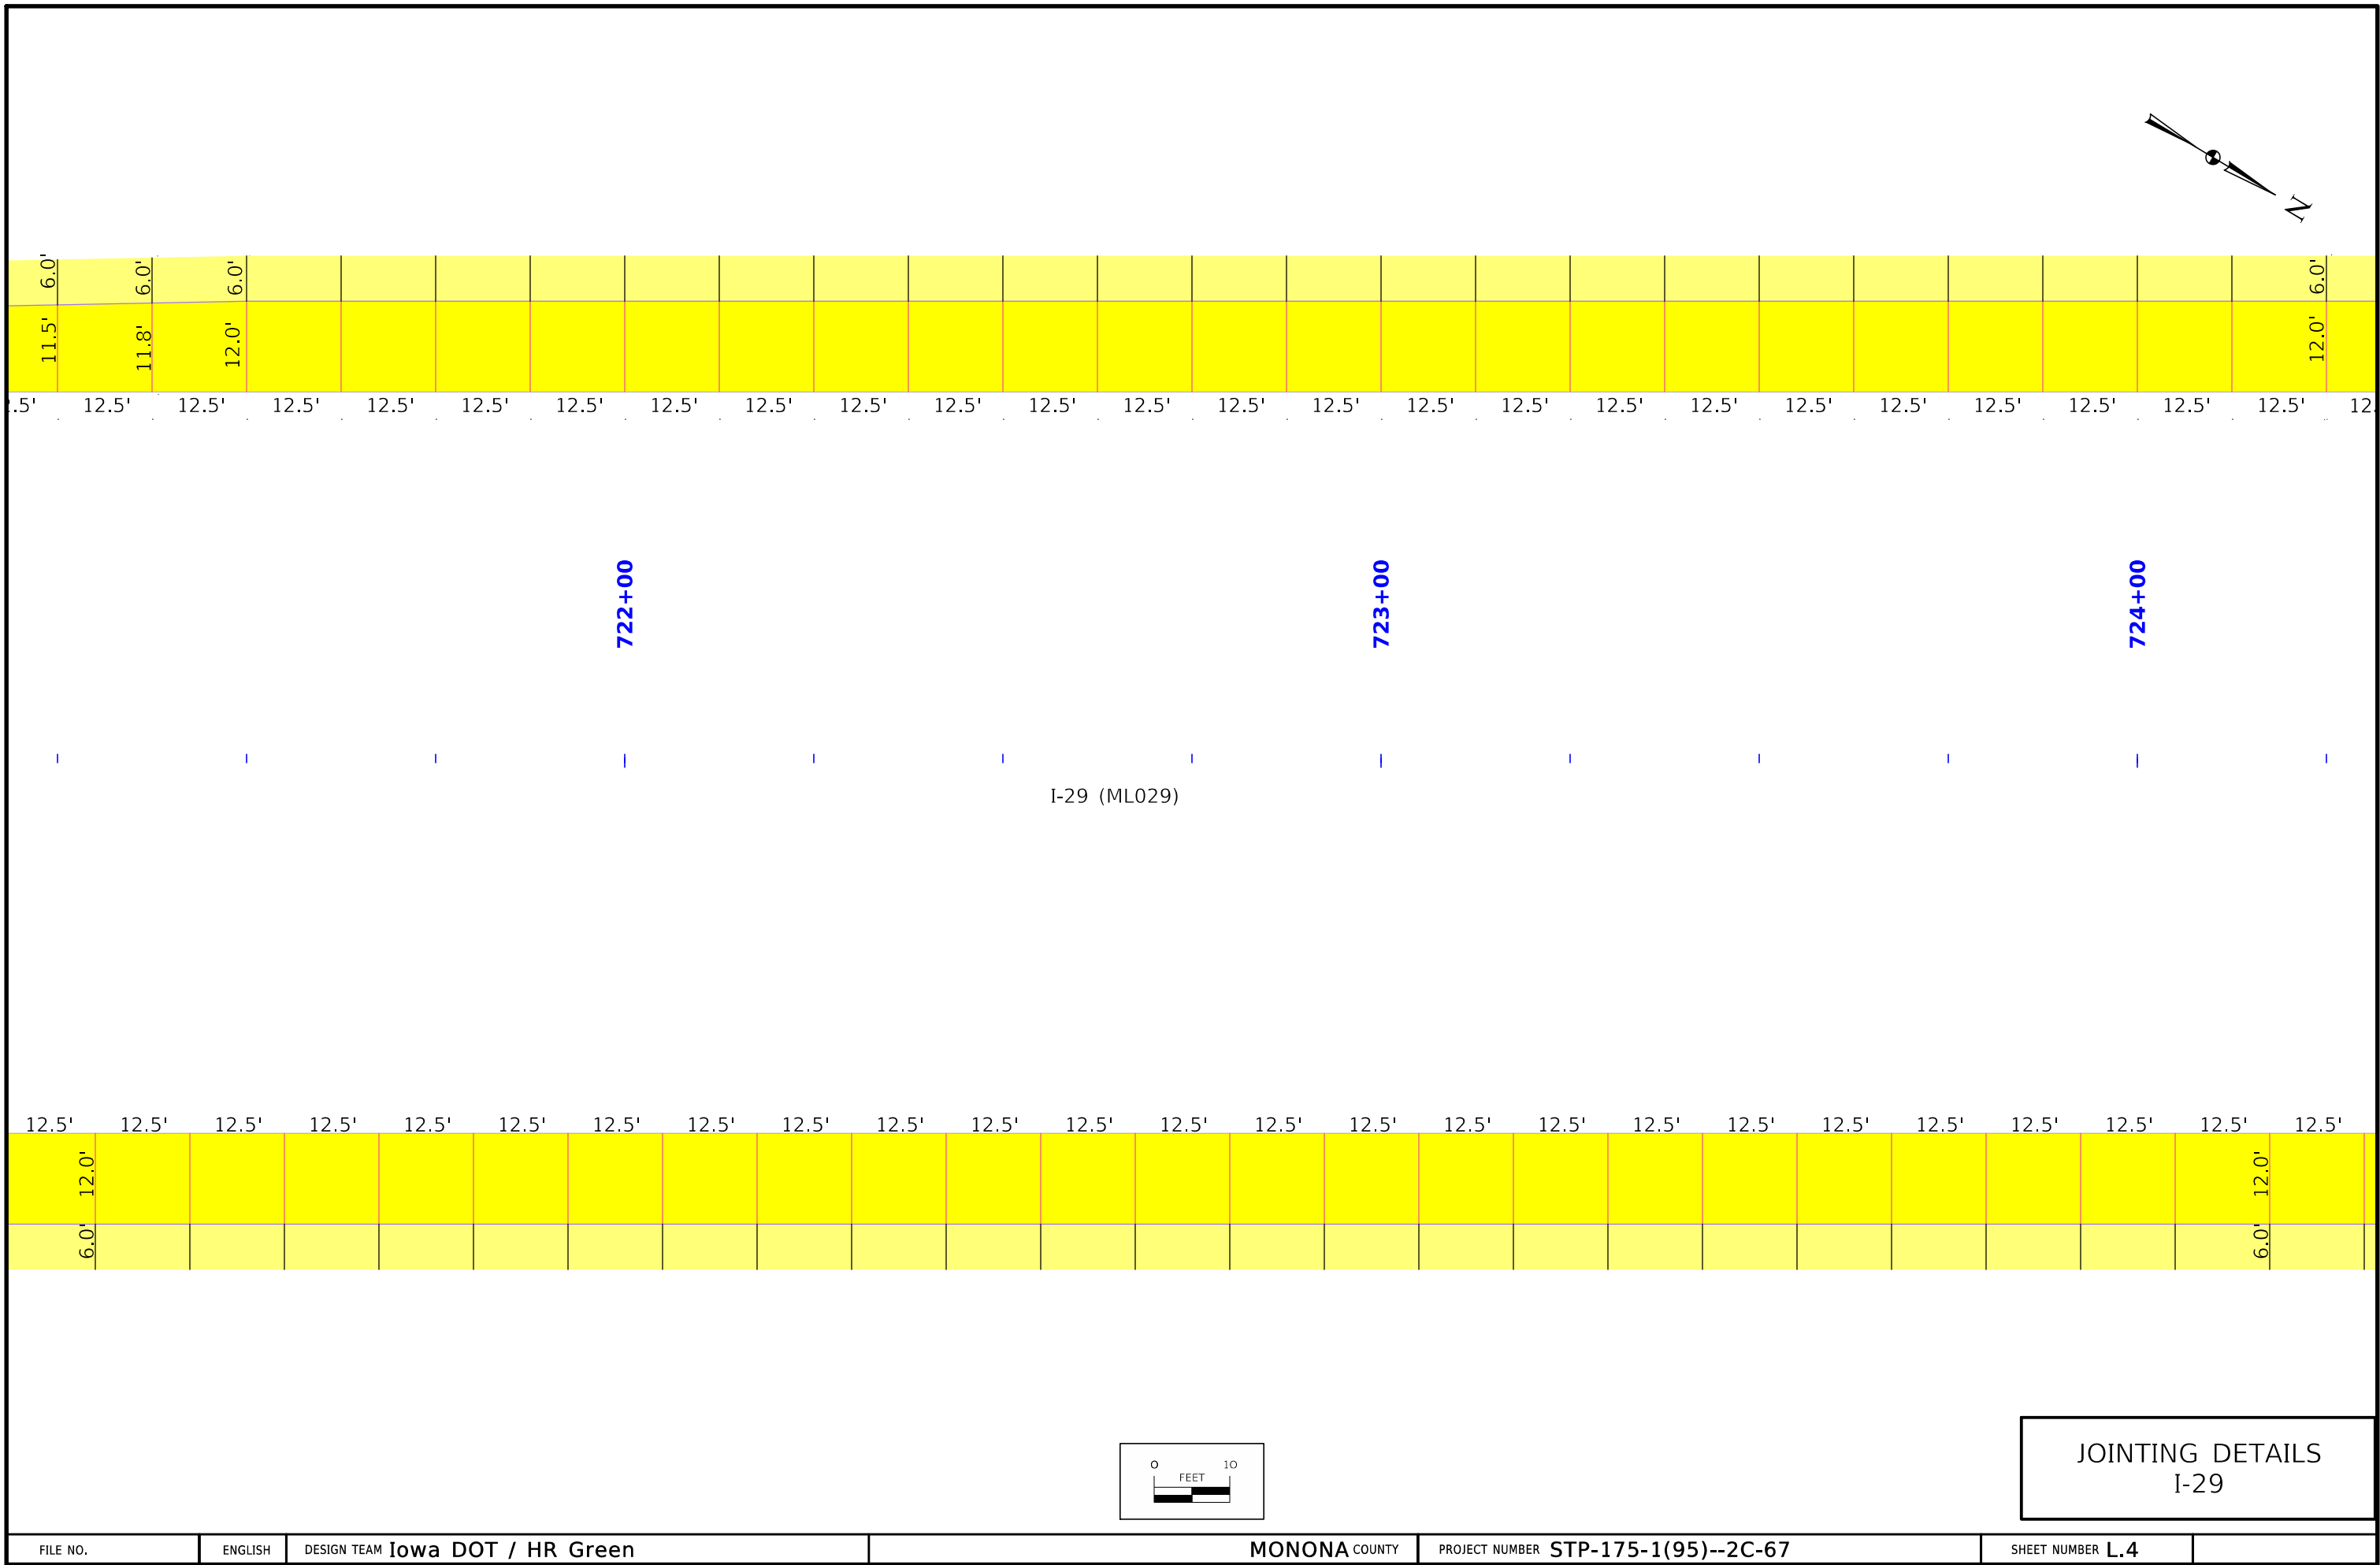 N
6.0' 6.0' 6.0' 6.0'
11.5' 11.8' 12.0' 12.0'
.5' 12.5' 12.5' 12.5' 12.5' 12.5' 12.5' 12.5' 12.5' 12.5' 12.5' 12.5' 12.5' 12.5' 12.5' 12.5' 12.5' 12.5' 12.5' 12.5' 12.5' 12.5' 12.5' 12.5' 12.5' 12.
722+00 723+00 724+00
I-29 (ML029)
12.5' 12.5' 12.5' 12.5' 12.5' 12.5' 12.5' 12.5' 12.5' 12.5' 12.5' 12.5' 12.5' 12.5' 12.5' 12.5' 12.5' 12.5' 12.5' 12.5' 12.5' 12.5' 12.5' 12.5' 12.5'
12.0' 12.0'
6.0' 6.0'
0 10
FEET
JOINTING DETAILS
I-29
FILE NO. ENGLISH DESIGN TEAM Iowa DOT / HR Green MONONA COUNTY PROJECT NUMBER STP-175-1(95)--2C-67 SHEET NUMBER L.4